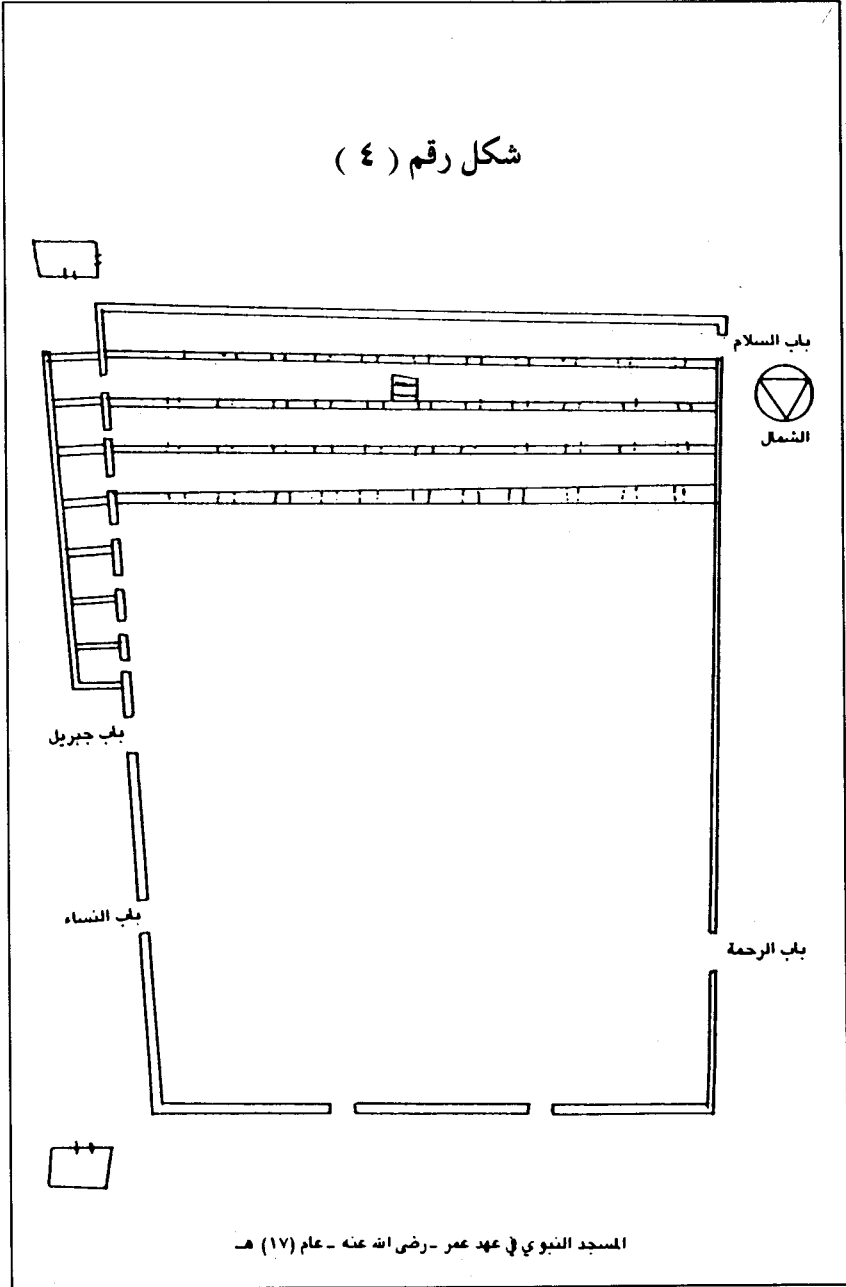 شكل رقم ( ٤ )
باب السلام
الشمال
باب جبريل
باب النساء
باب الرحمة
المسجد النبوي في عهد عمر - رضى الله عنه - عام (١٧) هـ